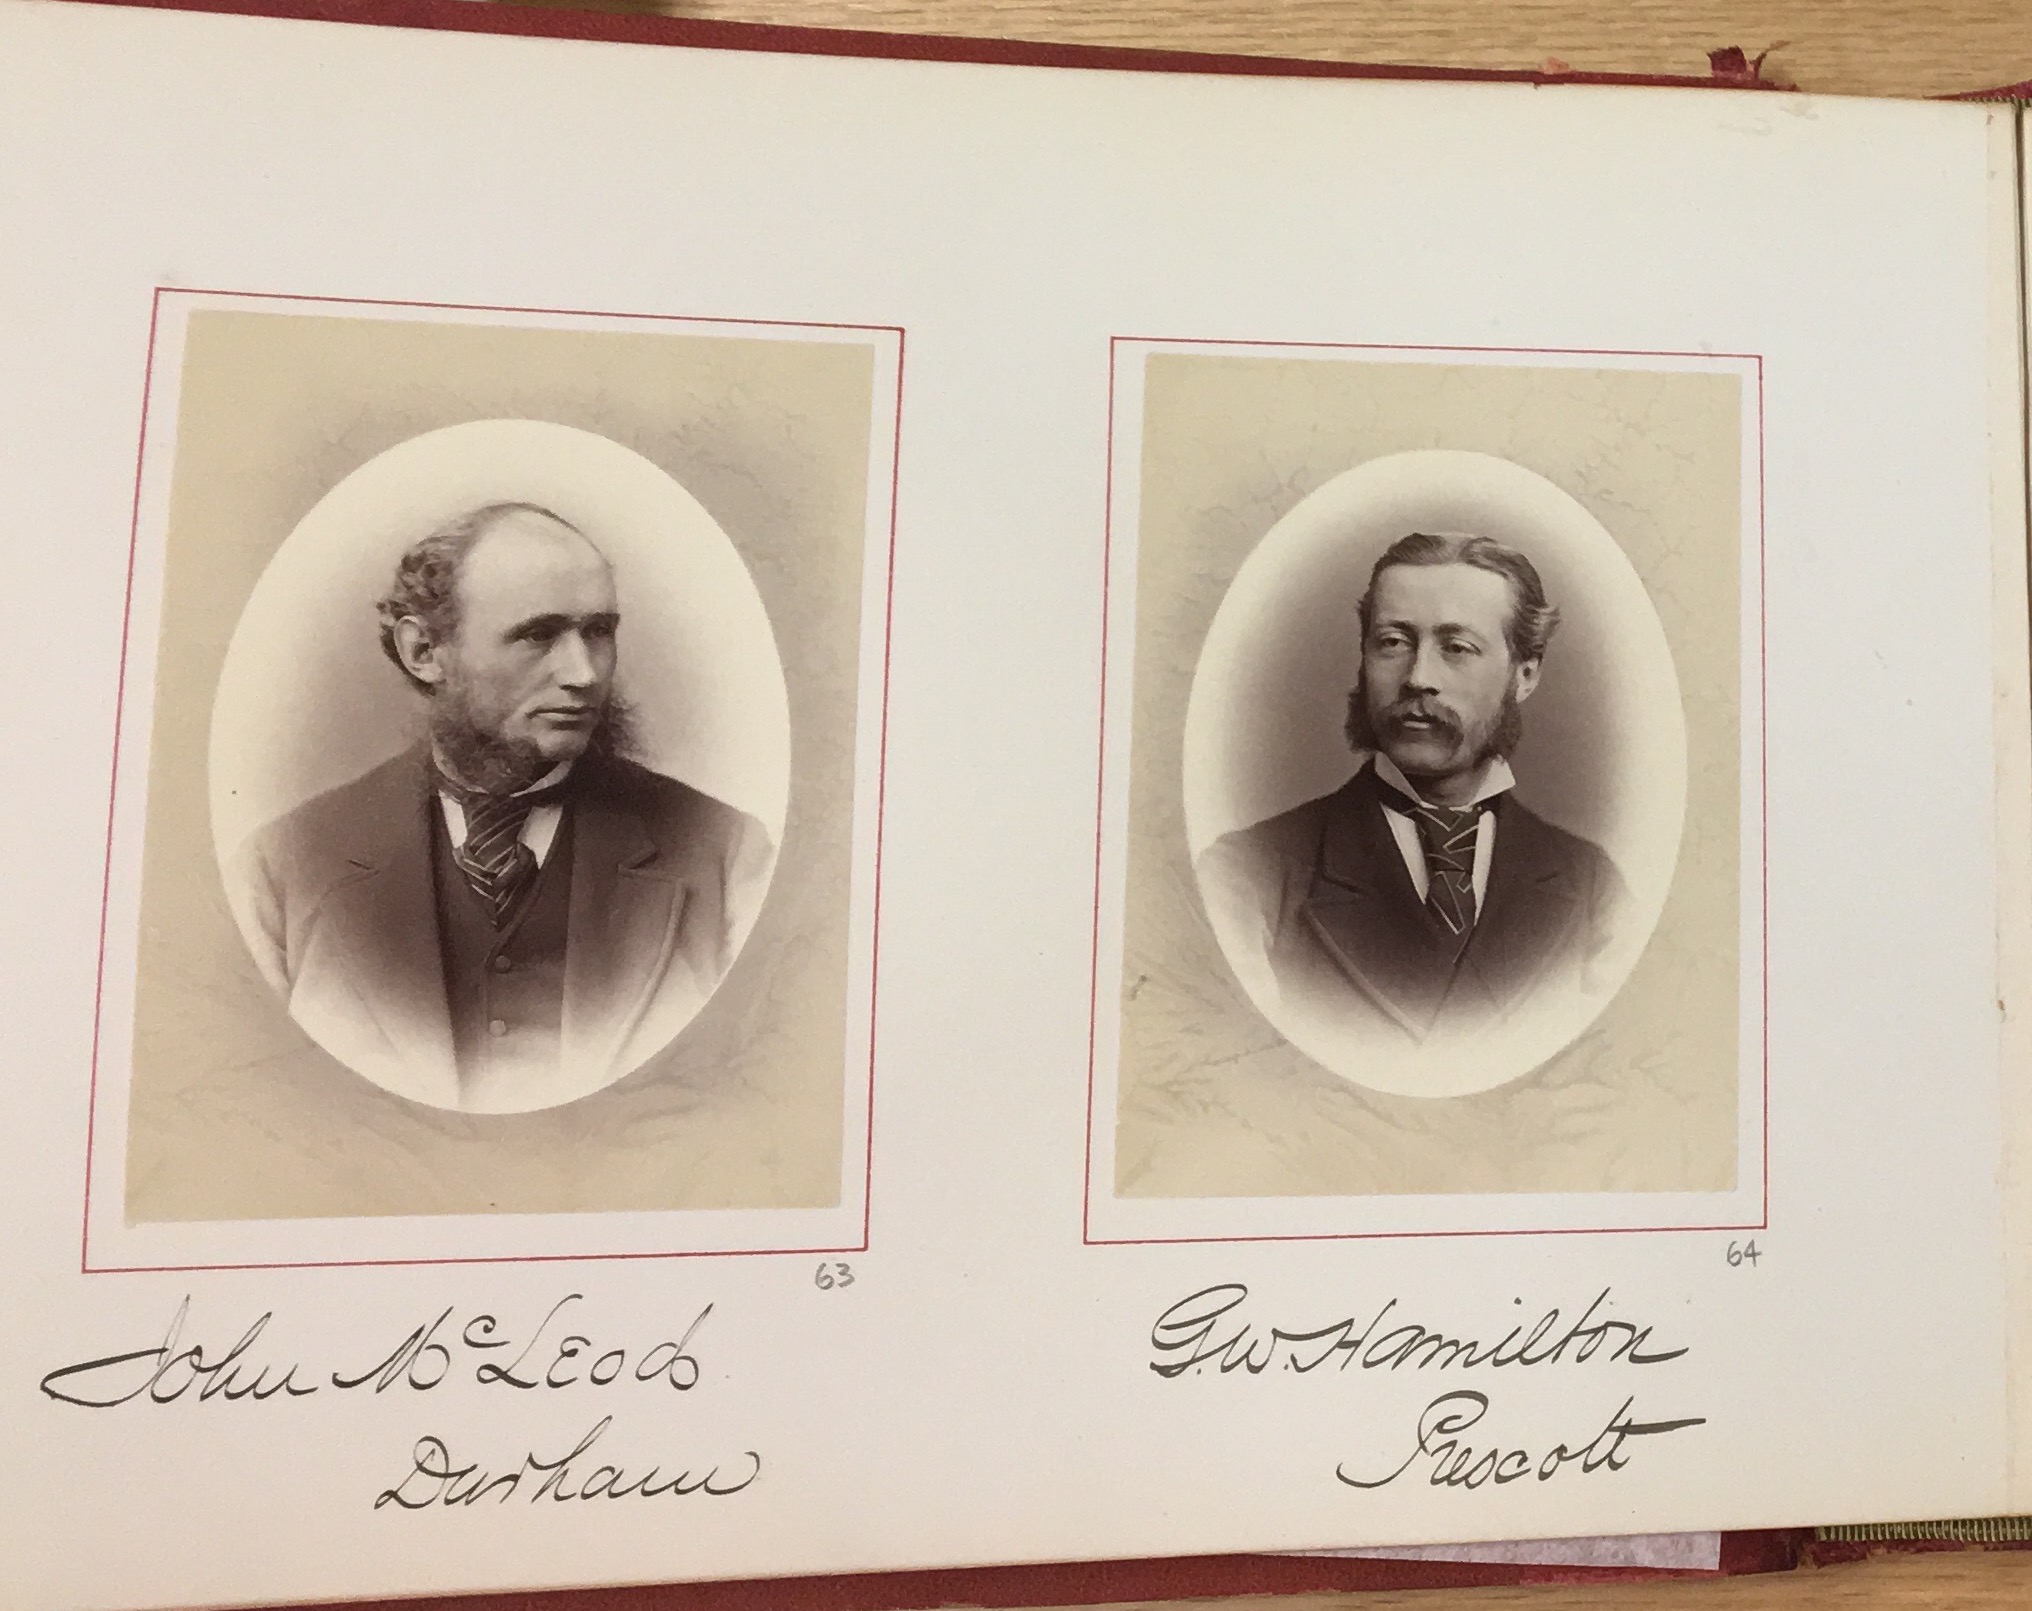 63
John McLeod
Durham
64
G.W. Hamilton
Prescott